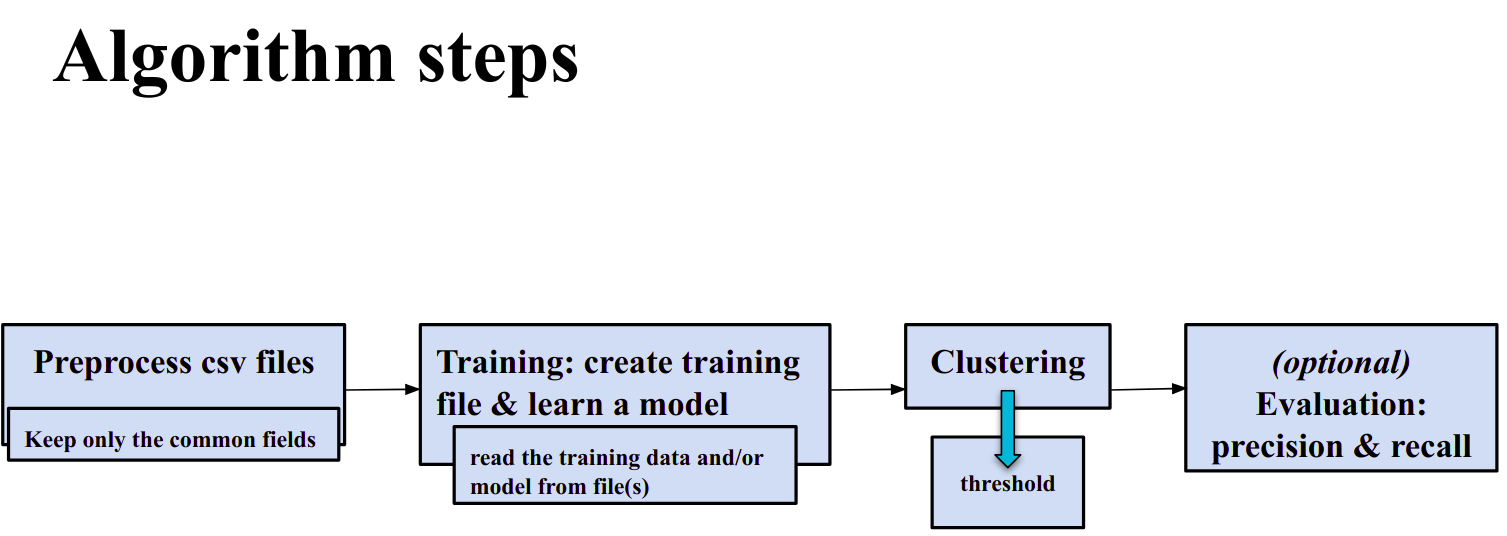 Algorithm steps
Preprocess csv files
Keep only the common fields
Training: create training
file & learn a model
read the training data and/or
model from file(s)
Clustering
threshold
(optional)
Evaluation:
precision & recall